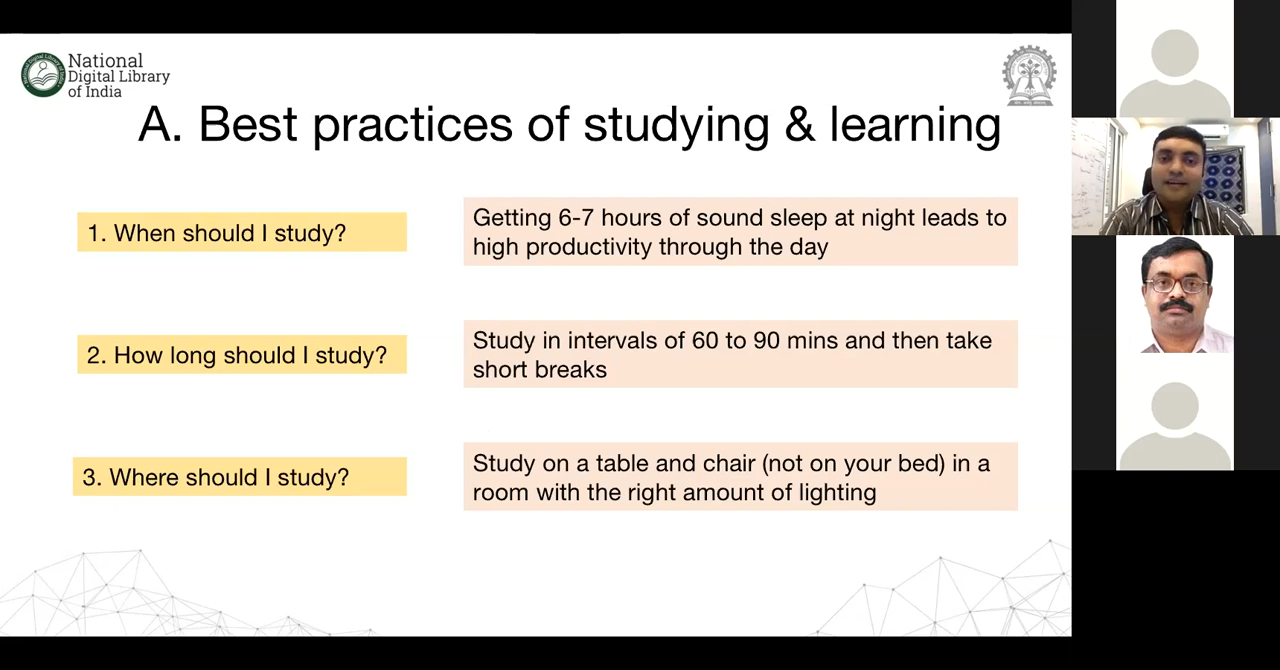 National
Digital Library
of India
A. Best practices of studying & learning
1. When should I study?
Getting 6-7 hours of sound sleep at night leads to
high productivity through the day
2. How long should I study?
Study in intervals of 60 to 90 mins and then take
short breaks
3. Where should I study?
Study on a table and chair (not on your bed) in a
room with the right amount of lighting